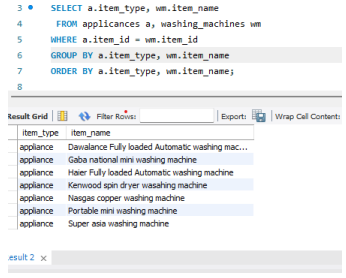 3 SELECT a.item_type, wm.item_name
4 FROM applicances a, washing_machines wm
5 WHERE a.item_id = wm.item_id
6 GROUP BY a.item_type, wm.item_name
7 ORDER BY a.item_type, wm.item_name;
8
Result Grid Filter Rows: Export: Wrap Cell Content:
item_type item_name
appliance Dawalance Fully loaded Automatic washing mac...
appliance Gaba national mini washing machine
appliance Haier Fully loaded Automatic washing machine
appliance Kenwood spin dryer wasahing machine
appliance Nasgas copper washing machine
appliance Portable mini washing machine
appliance Super asia washing machine
esult 2 ×